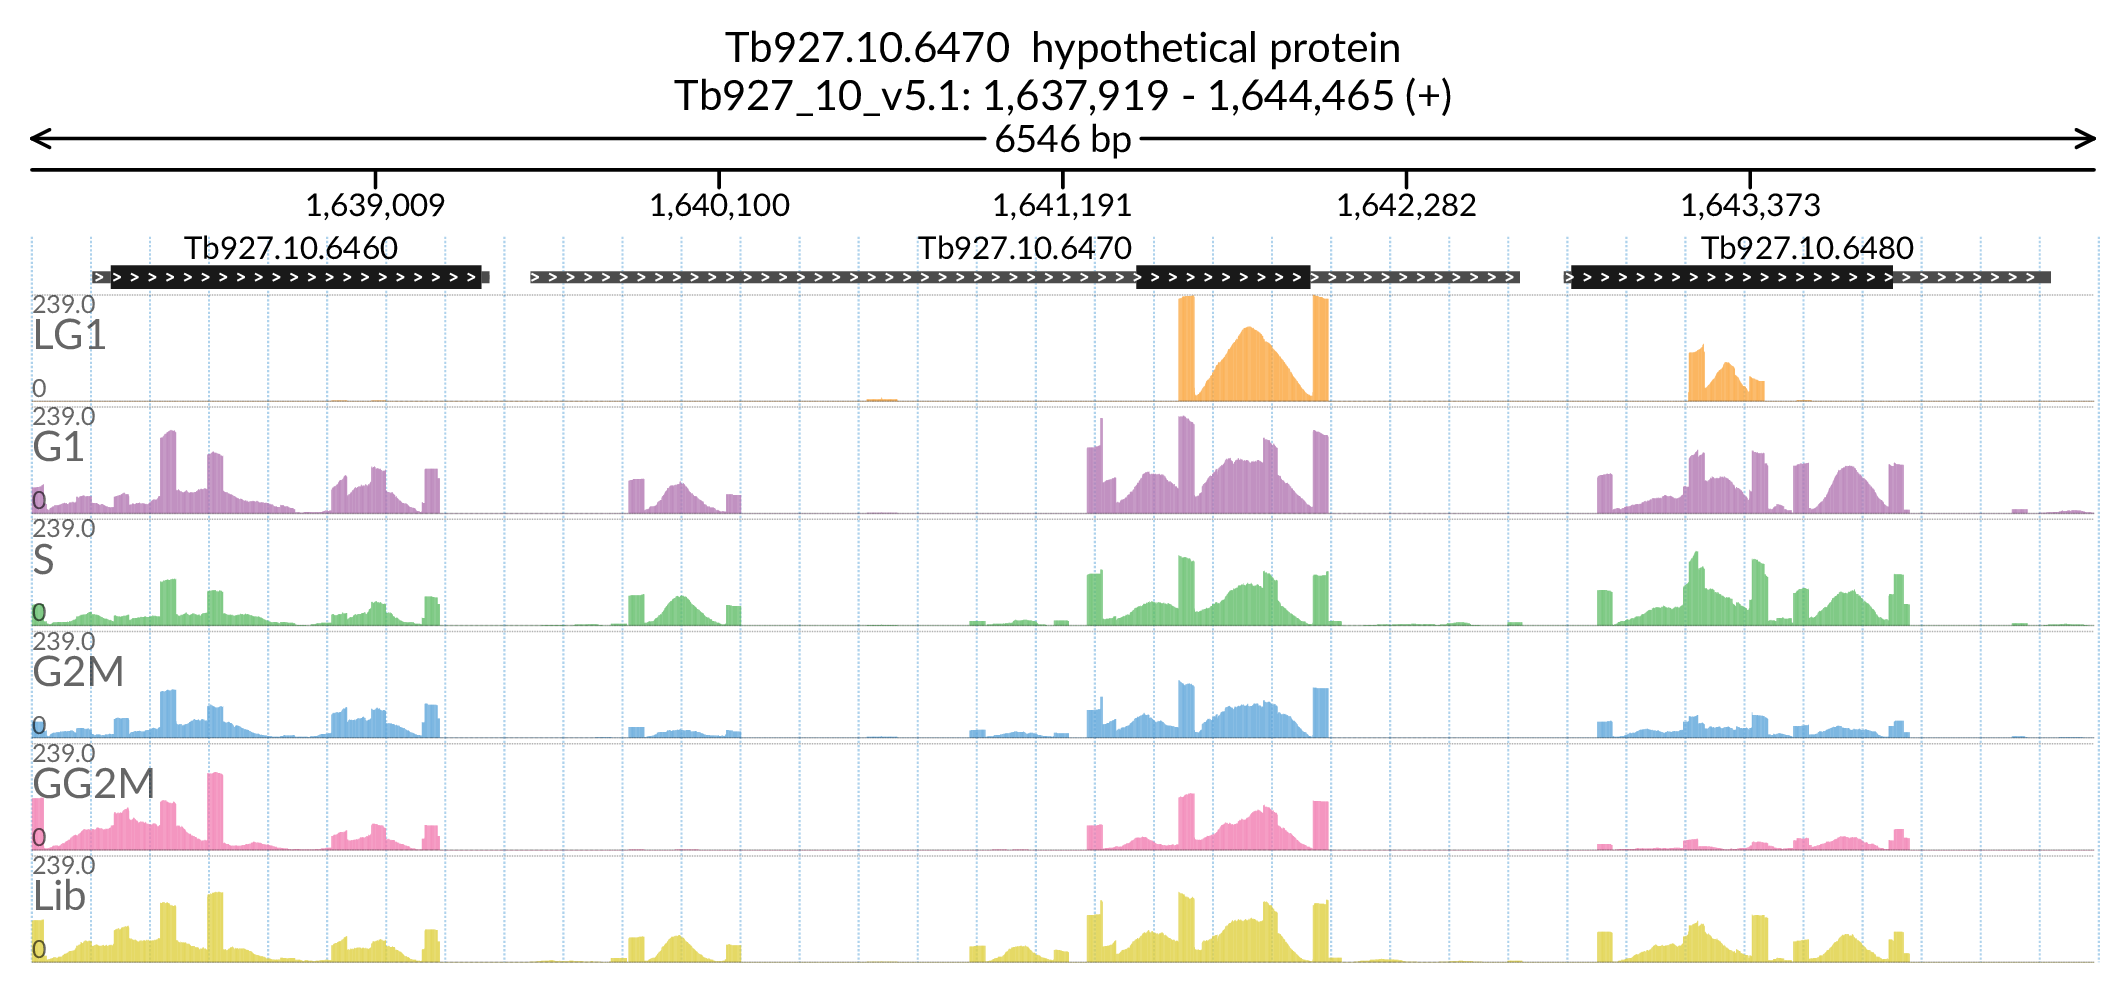 Tb927.10.6470  hypothetical protein
Tb927_10_v5.1: 1,637,919 - 1,644,465 (+)
6546 bp
1,639,009 1,640,100 1,641,191 1,642,282 1,643,373
Tb927.10.6460 Tb927.10.6470 Tb927.10.6480
239.0
LG1
0
239.0
G1
0
239.0
S
0
239.0
G2M
0
239.0
GG2M
0
239.0
Lib
0